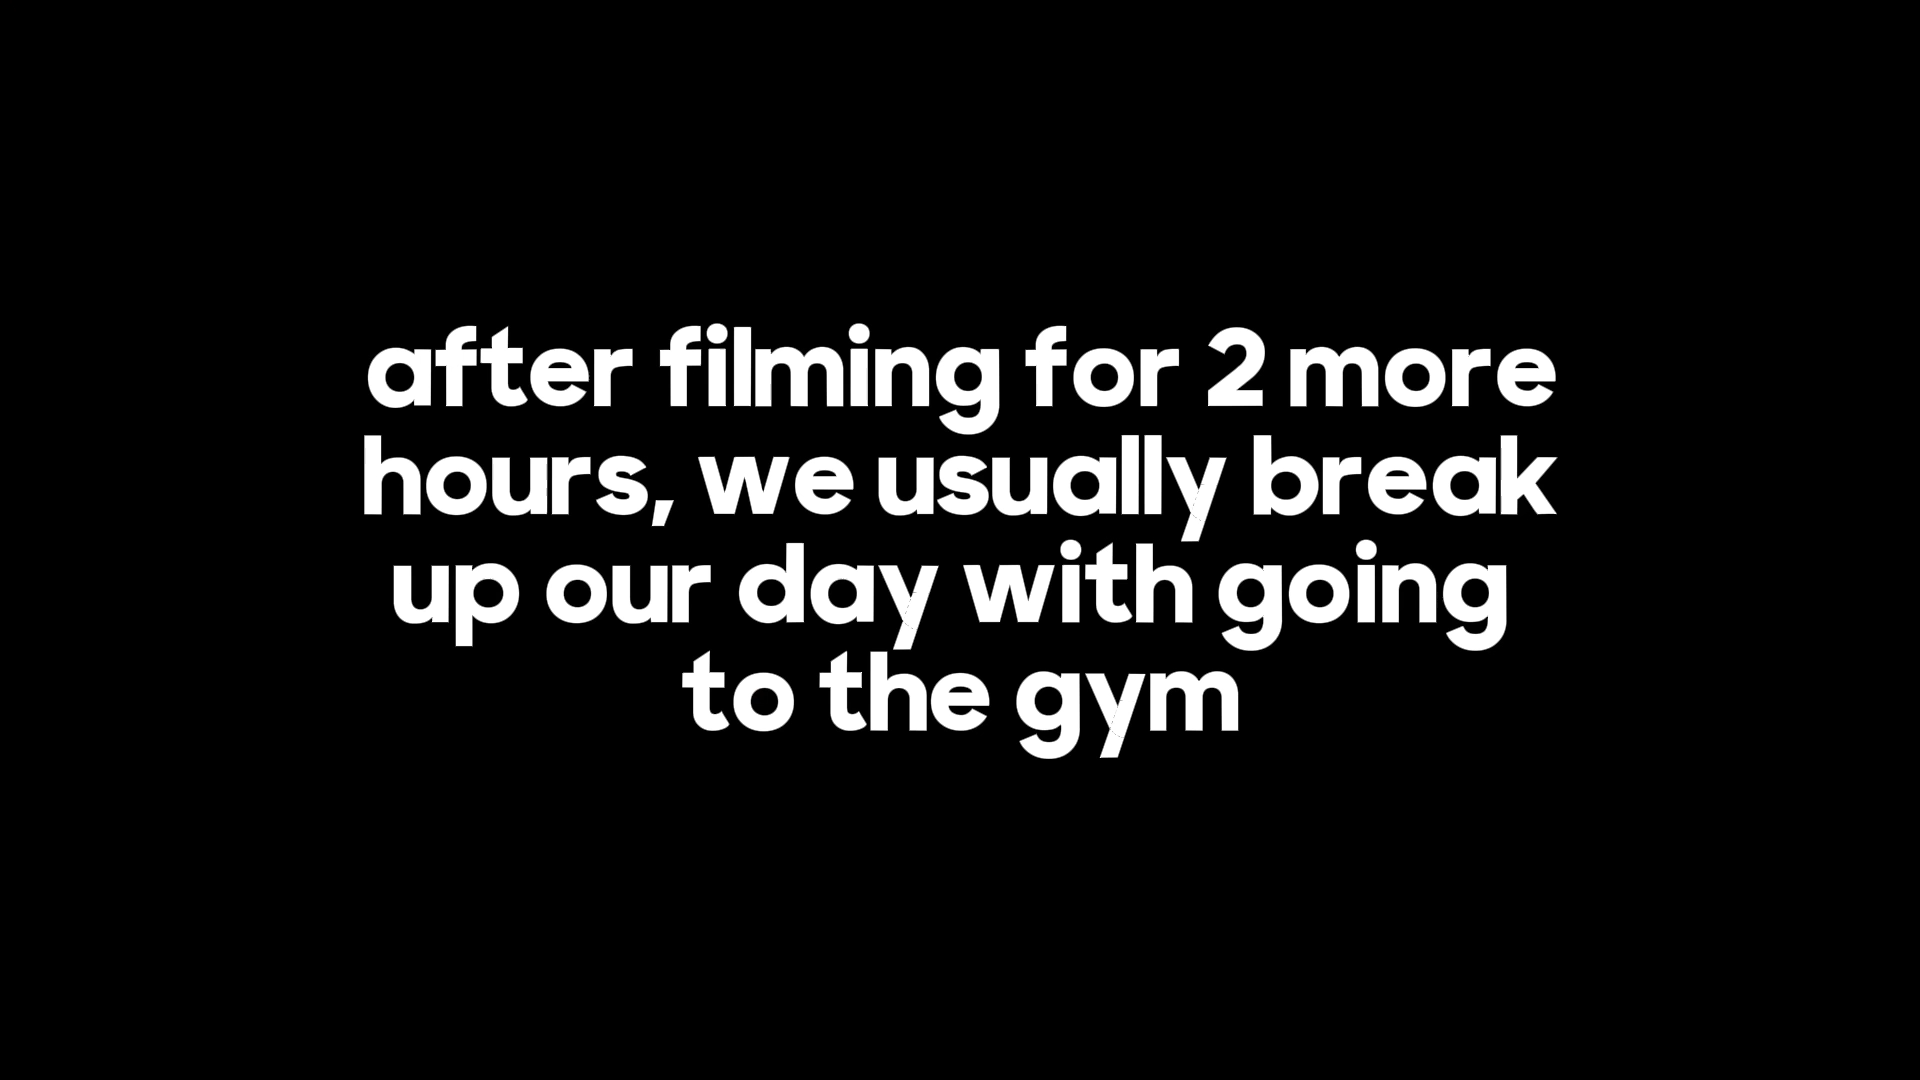 after filming for 2 more
hours, we usually break
up our day with going
to the gym